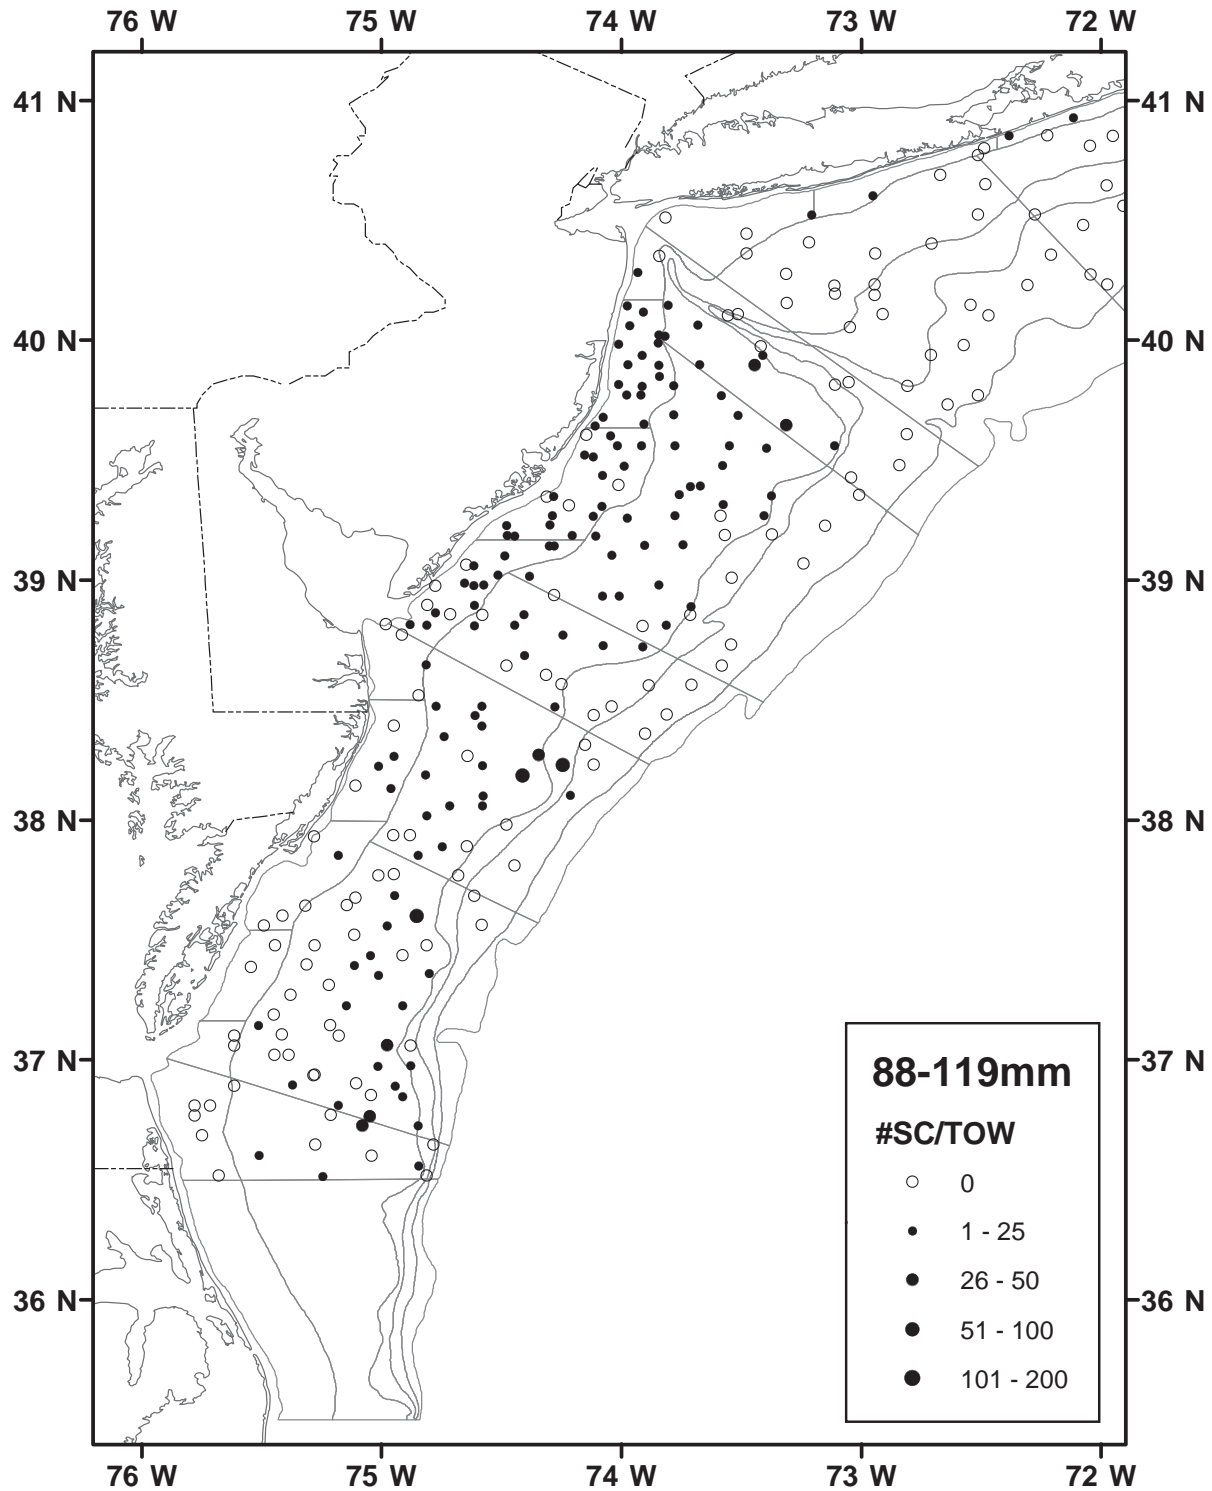 76 W 75 W 74 W 73 W 72 W
41 N 41 N
40 N 40 N
39 N 39 N
38 N 38 N
37 N 37 N
88-119mm
#SC/TOW
0
1 - 25
26 - 50
36 N 36 N
51 - 100
101 - 200
76 W 75 W 74 W 73 W 72 W